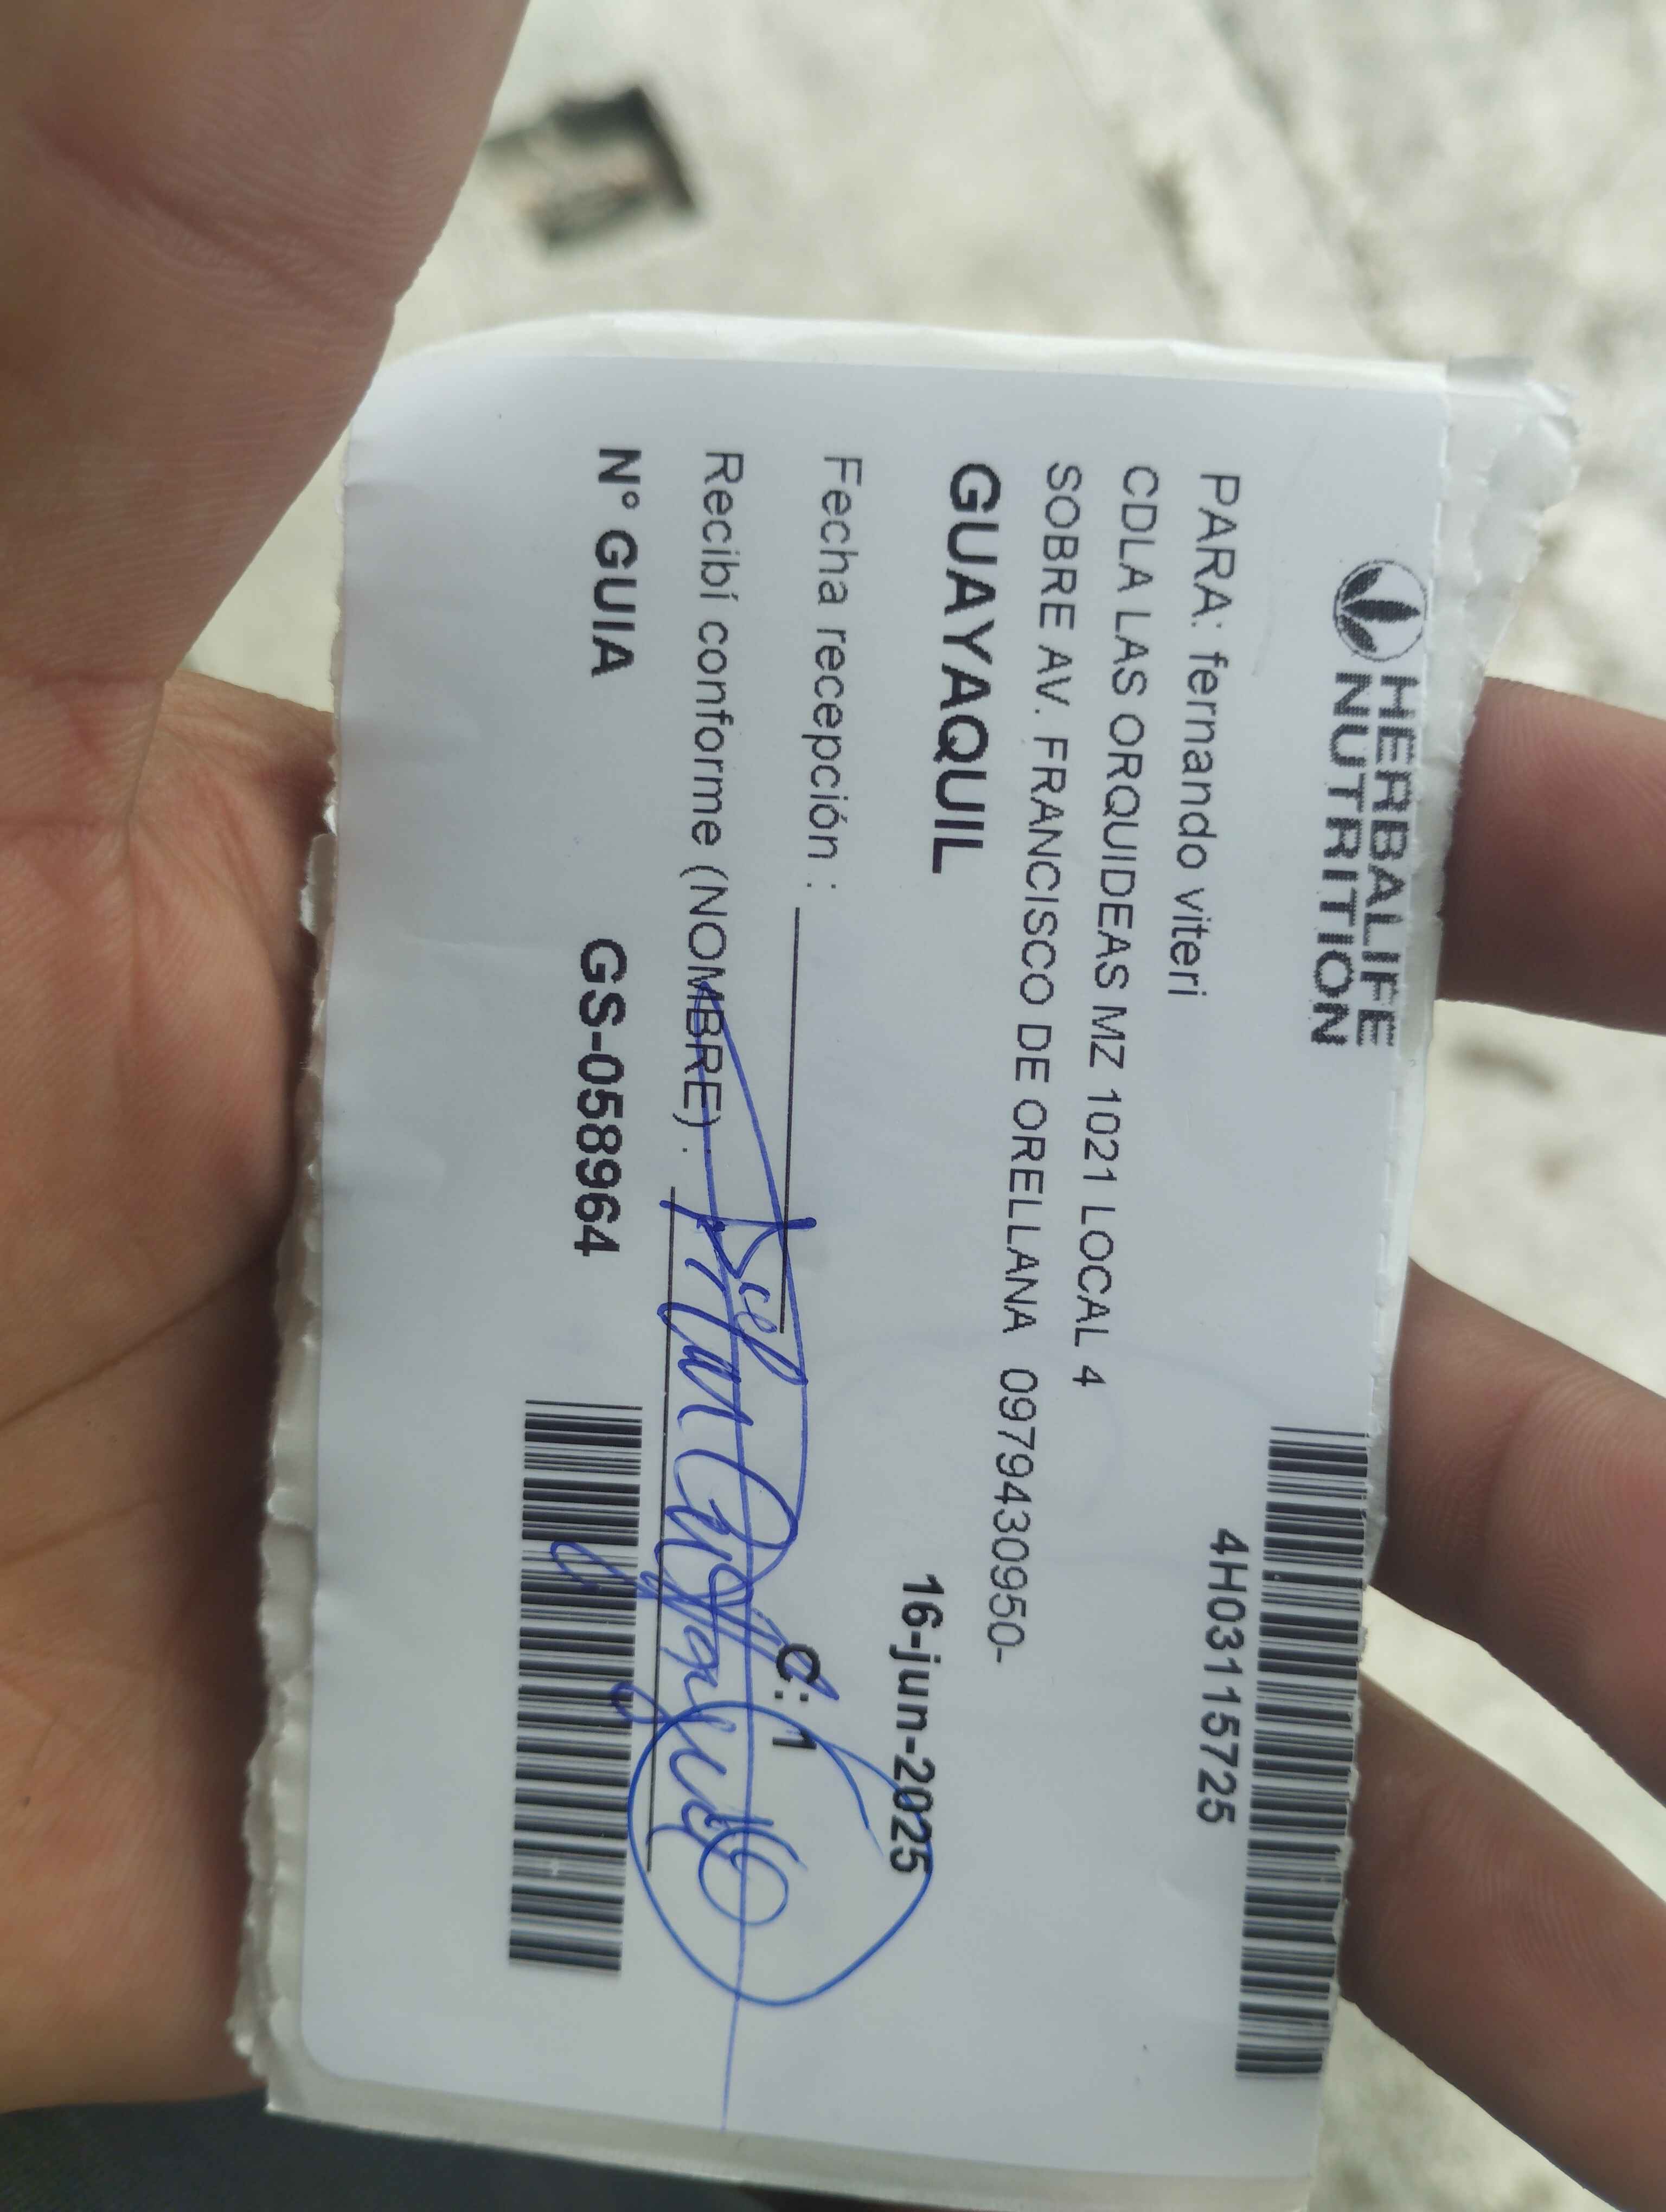 HERBALIFE
NUTRITION
4H03115725
PARA: fernando viteri
CDLA LAS ORQUIDEAS MZ 1021 LOCAL 4
SOBRE AV. FRANCISCO DE ORELLANA 0979430950-
GUAYAQUIL
16-jun-2025
Fecha recepción :
C: 1
Recibí conforme (NOMBRE) :
N° GUIA GS-058964